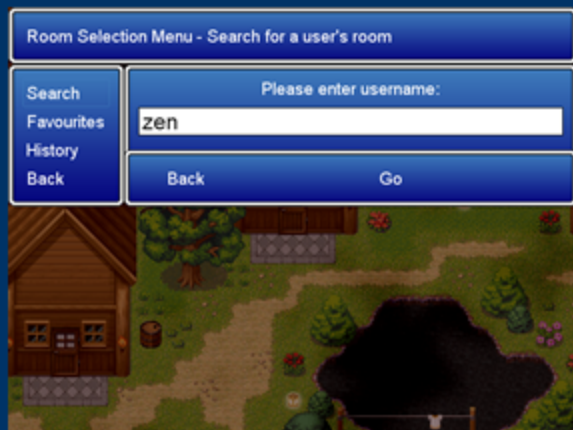 Room Selection Menu - Search for a user's room
Search
Favourites
History
Back
Please enter username:
zen
Back Go